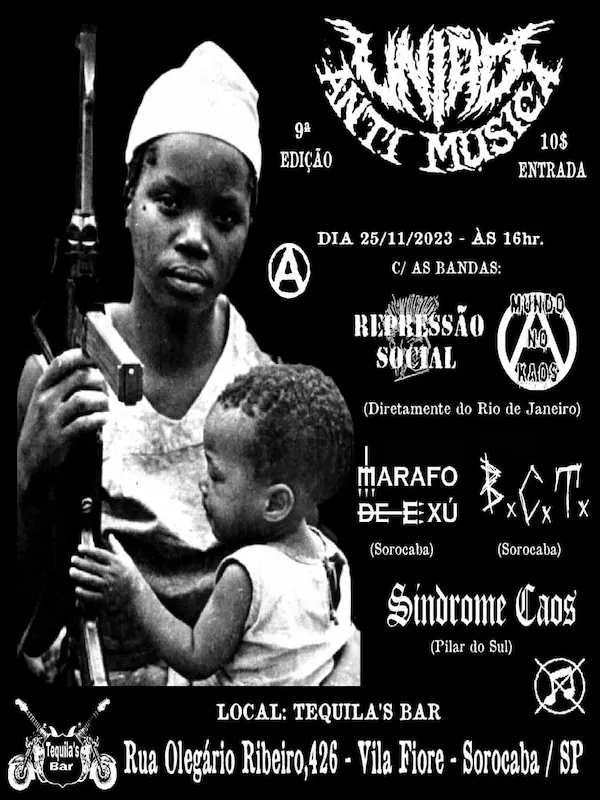 UNIÃO
ANTI MUSICA
9ª
EDIÇÃO
10$
ENTRADA
DIA 25/11/2023 - ÀS 16hr.
C/ AS BANDAS:
REPRESSÃO
SOCIAL
MUNDO
NO
KAOS
(Diretamente do Rio de Janeiro)
MARAFO
DE EXÚ
(Sorocaba)
B.C.T.
(Sorocaba)
Síndrome Caos
(Pilar do Sul)
LOCAL: TEQUILA'S BAR
Tequila's
Bar
Rua Olegário Ribeiro,426 - Vila Fiore - Sorocaba / SP